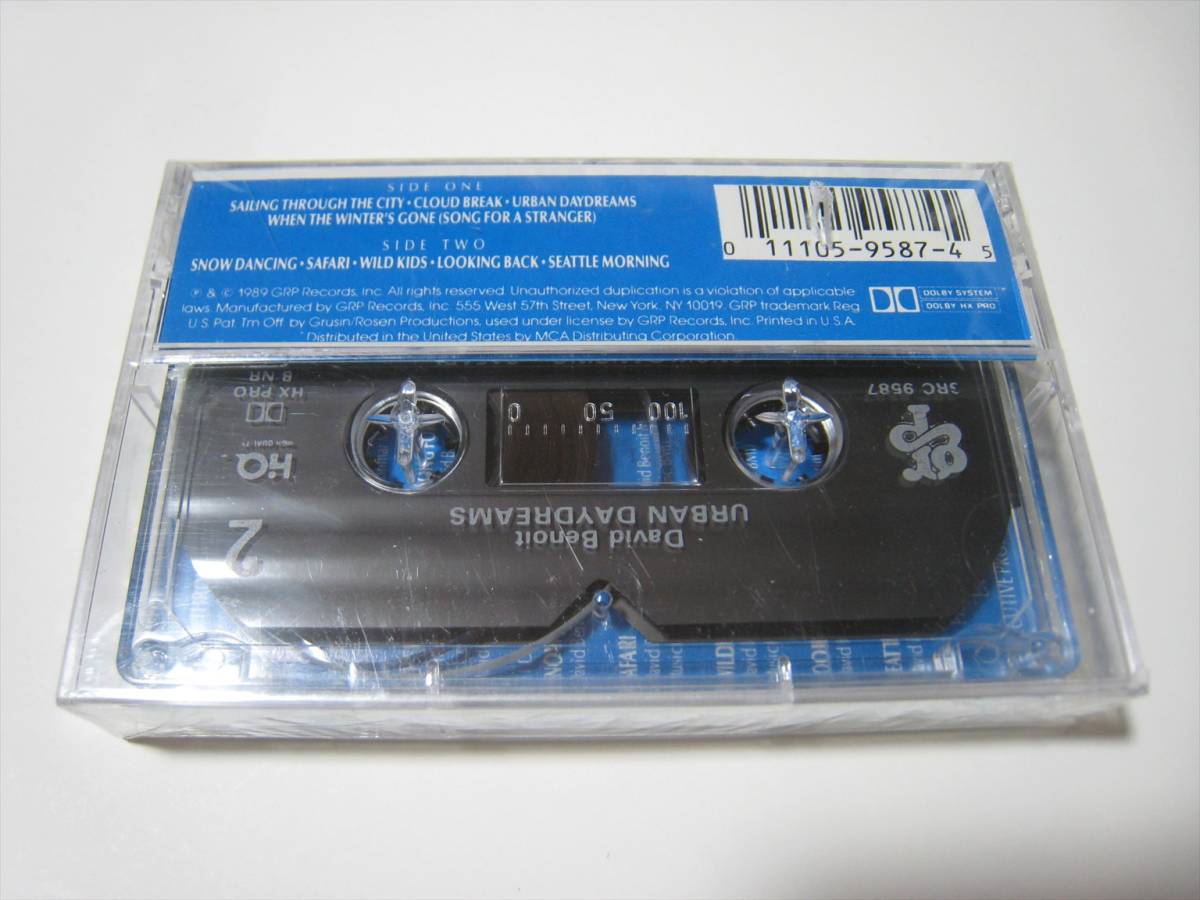 SIDE ONE
SAILING THROUGH THE CITY • CLOUD BREAK • URBAN DAYDREAMS
WHEN THE WINTER'S GONE (SONG FOR A STRANGER)
SIDE TWO
SNOW DANCING • SAFARI • WILD KIDS • LOOKING BACK • SEATTLE MORNING
℗ & © 1989 GRP Records, Inc. All rights reserved. Unauthorized duplication is a violation of applicable
laws. Manufactured by GRP Records, Inc. 555 West 57th Street, New York, NY 10019. GRP trademark Reg
U.S. Pat. Tm Off. by Grusin/Rosen Productions, used under license by GRP Records, Inc. Printed in U.S.A.
Distributed in the United States by MCA Distributing Corporation.
0 11105-9587-4 5
DOLBY SYSTEM
DOLBY HX PRO
B NR
HX PRO
HiQ
2
0 50 100
David Benoit
URBAN DAYDREAMS
GRP
RC 9587
AFARI
WILD